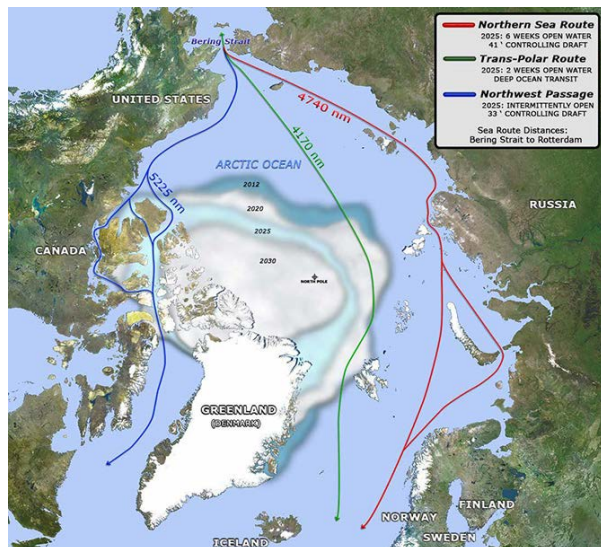 Northern Sea Route
2025: 6 WEEKS OPEN WATER
41' CONTROLLING DRAFT
Trans-Polar Route
2025: 2 WEEKS OPEN WATER
DEEP OCEAN TRANSIT
Northwest Passage
2025: INTERMITTENTLY OPEN
33' CONTROLLING DRAFT
Sea Route Distances:
Bering Strait to Rotterdam
Bering Strait
UNITED STATES
4740 nm
4170 nm
ARCTIC OCEAN
5225 nm
2012
2020
2025
2030
RUSSIA
CANADA
NORTH POLE
GREENLAND
(DENMARK)
FINLAND
NORWAY
SWEDEN
ICELAND